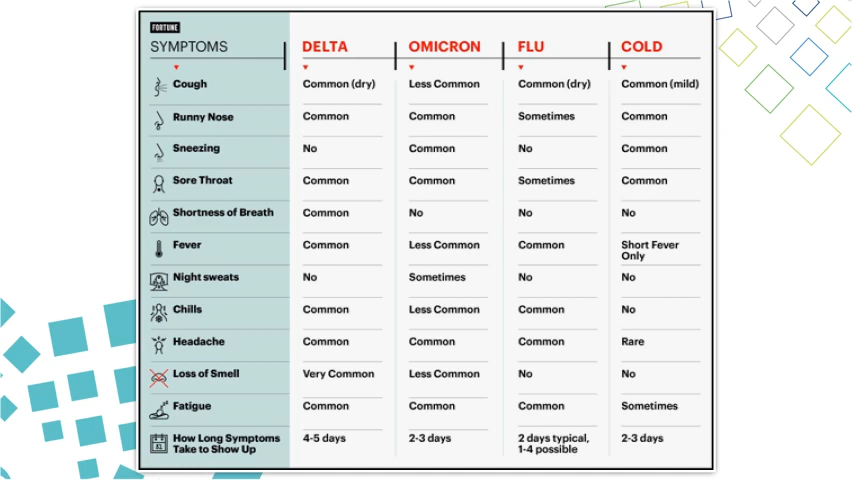 FORTUNE
SYMPTOMS DELTA OMICRON FLU COLD
Cough Common (dry) Less Common Common (dry) Common (mild)
Runny Nose Common Common Sometimes Common
Sneezing No Common No Common
Sore Throat Common Common Sometimes Common
Shortness of Breath Common No No No
Fever Common Less Common Common Short Fever
Only
Night sweats No Sometimes No No
Chills Common Less Common Common No
Headache Common Common Common Rare
Loss of Smell Very Common Less Common No No
Fatigue Common Common Common Sometimes
How Long Symptoms 4-5 days 2-3 days 2 days typical, 2-3 days
Take to Show Up 1-4 possible